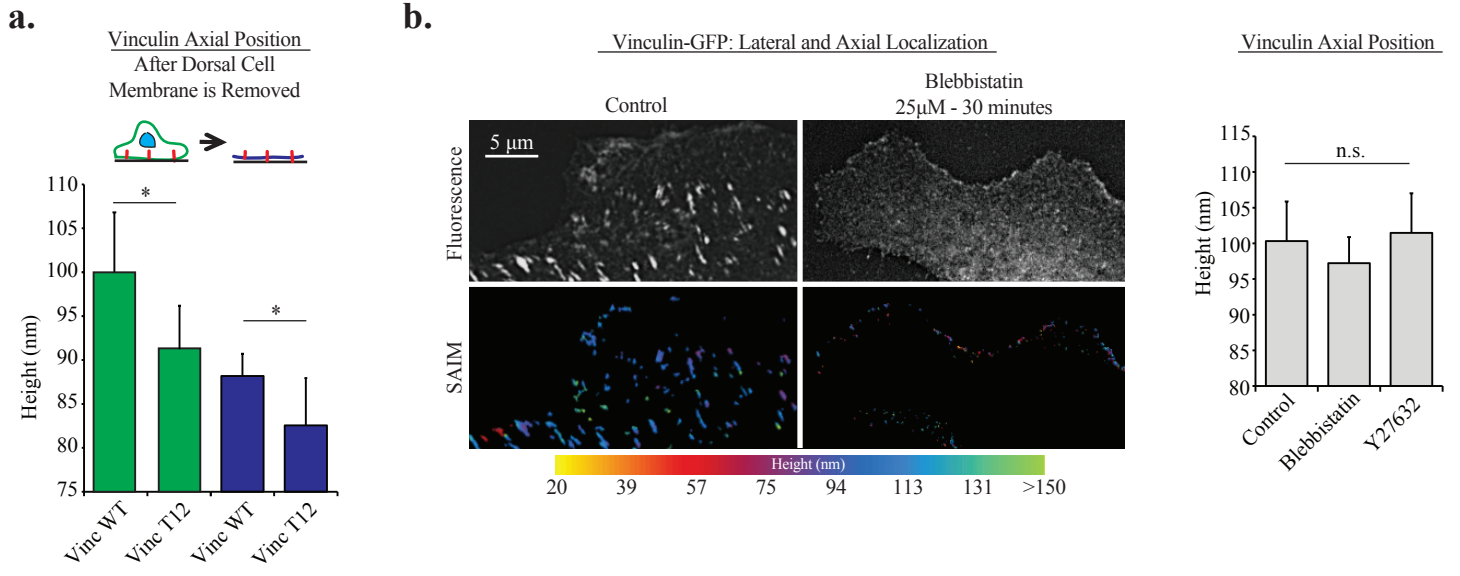 a.
Vinculin Axial Position
After Dorsal Cell
Membrane is Removed
Height (nm)
110
105
100
95
90
85
80
75
*
*
Vinc WT
Vinc T12
Vinc WT
Vinc T12
b.
Vinculin-GFP: Lateral and Axial Localization
Control
Blebbistatin
25μM - 30 minutes
Fluorescence
5 μm
SAIM
Height (nm)
20 39 57 75 94 113 131 >150
Vinculin Axial Position
Height (nm)
115
110
105
100
95
90
85
80
n.s.
Control
Blebbistatin
Y27632